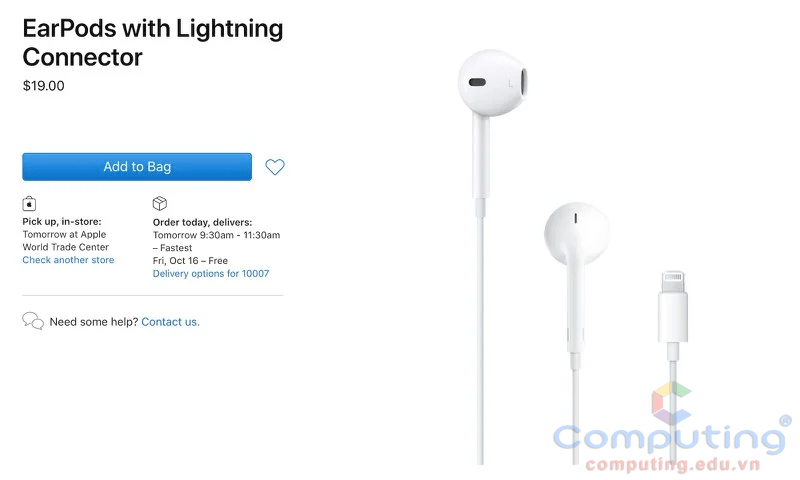 EarPods with Lightning
Connector
$19.00
Add to Bag
Pick up, in-store:
Tomorrow at Apple
World Trade Center
Check another store
Order today, delivers:
Tomorrow 9:30am - 11:30am
– Fastest
Fri, Oct 16 – Free
Delivery options for 10007
Need some help? Contact us.
L
Computing®
computing.edu.vn